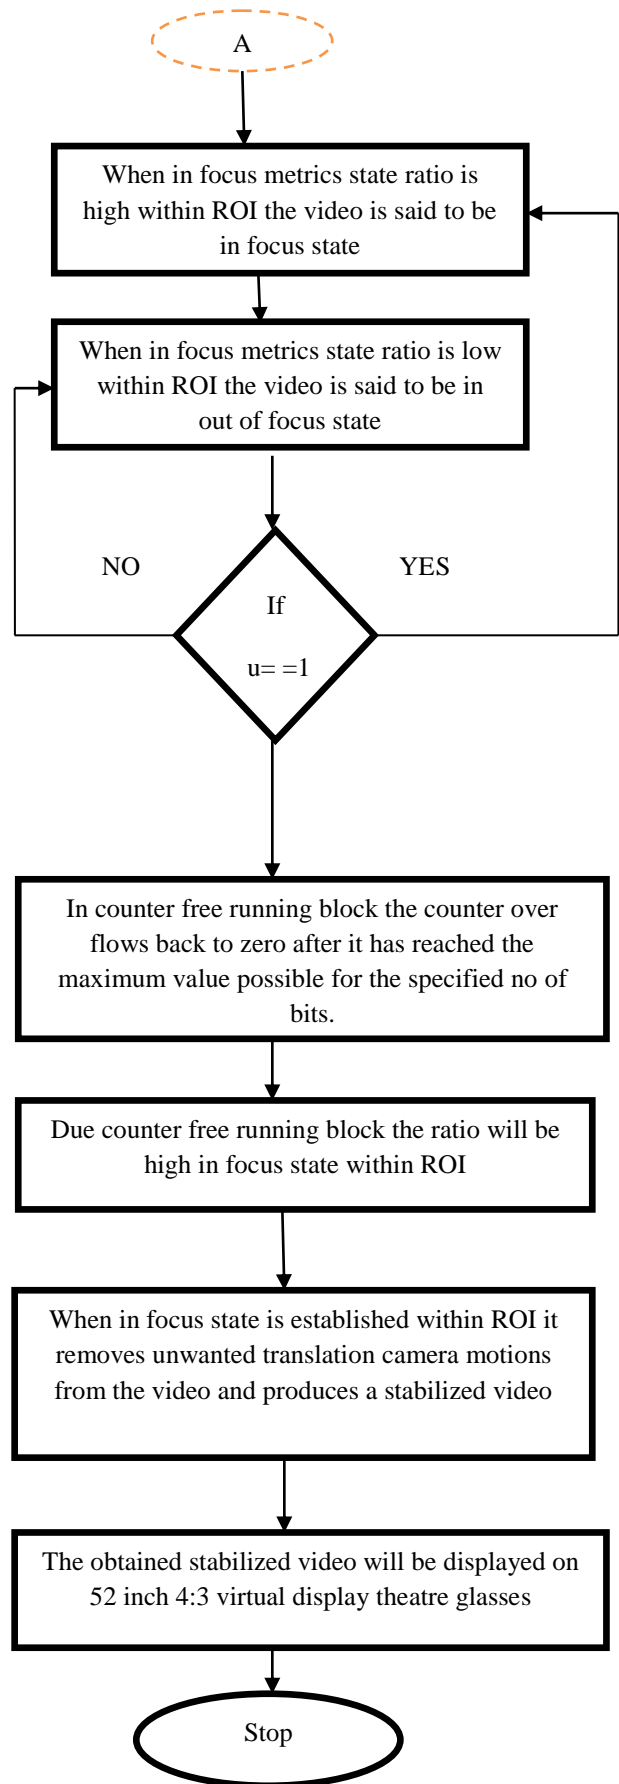 A
When in focus metrics state ratio is
high within ROI the video is said to be
in focus state
When in focus metrics state ratio is low
within ROI the video is said to be in
out of focus state
NO
YES
If
u= =1
In counter free running block the counter over
flows back to zero after it has reached the
maximum value possible for the specified no of
bits.
Due counter free running block the ratio will be
high in focus state within ROI
When in focus state is established within ROI it
removes unwanted translation camera motions
from the video and produces a stabilized video
The obtained stabilized video will be displayed on
52 inch 4:3 virtual display theatre glasses
Stop